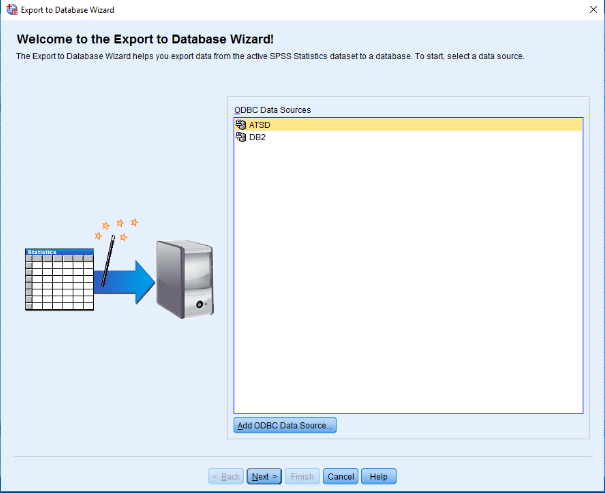 Export to Database Wizard
Welcome to the Export to Database Wizard!
The Export to Database Wizard helps you export data from the active SPSS Statistics dataset to a database. To start, select a data source.
ODBC Data Sources
ATSD
DB2
Statistics
Add ODBC Data Source...
< Back Next > Finish Cancel Help